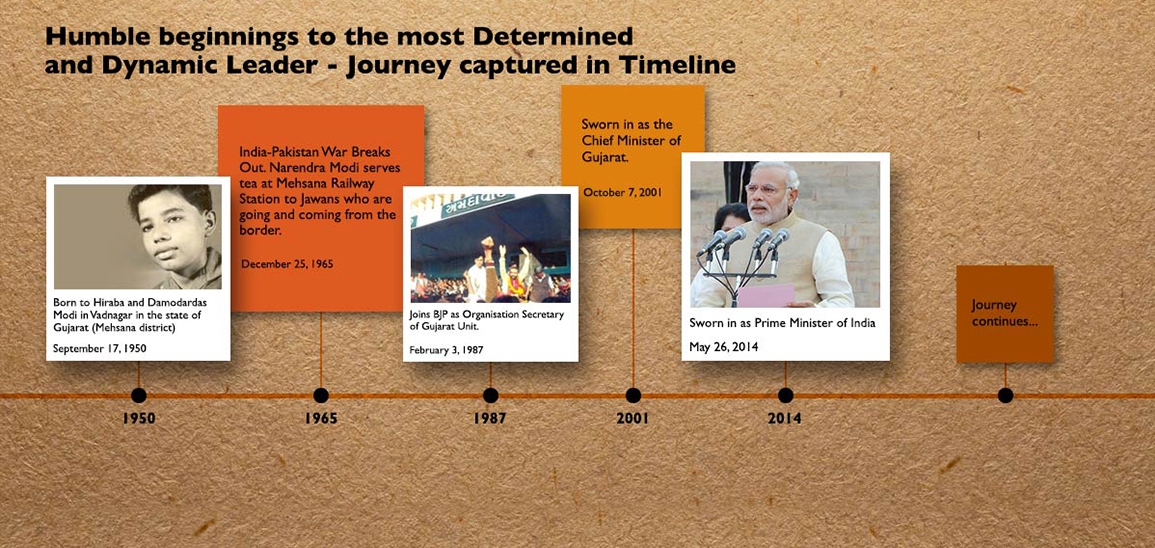 Humble beginnings to the most Determined
and Dynamic Leader - Journey captured in Timeline
Born to Hiraba and Damodardas
Modi in Vadnagar in the state of
Gujarat (Mehsana district)
September 17, 1950
India-Pakistan War Breaks
Out. Narendra Modi serves
tea at Mehsana Railway
Station to Jawans who are
going and coming from the
border.
December 25, 1965
અમદાવાદ
Joins BJP as Organisation Secretary
of Gujarat Unit.
February 3, 1987
Sworn in as the
Chief Minister of
Gujarat.
October 7, 2001
Sworn in as Prime Minister of India
May 26, 2014
Journey
continues...
1950
1965
1987
2001
2014